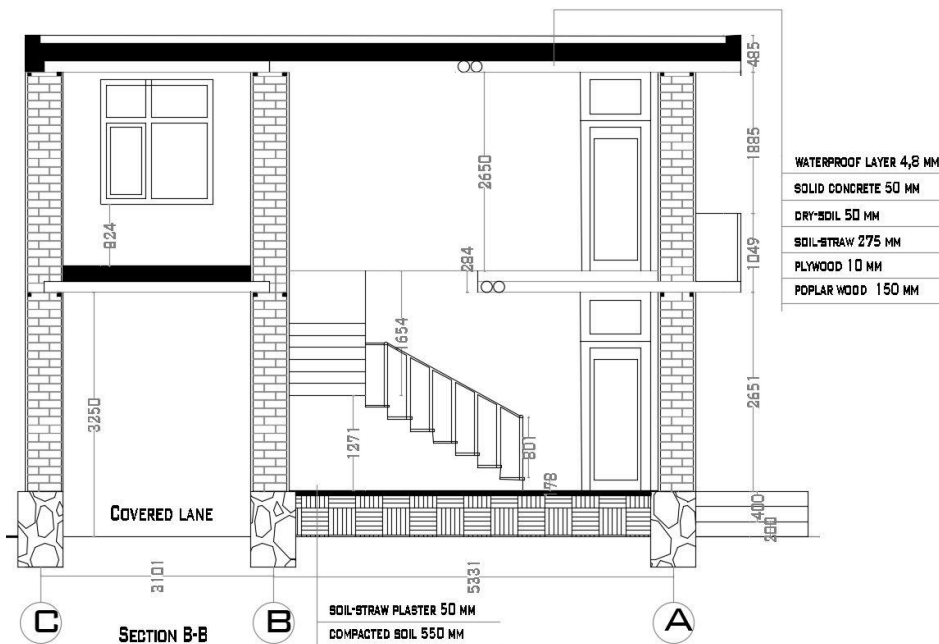 485
1885
2650
WATERPROOF LAYER 4,8 MM
SOLID CONCRETE 50 MM
DRY-SOIL 50 MM
824
284
1049
SOIL-STRAW 275 MM
PLYWOOD 10 MM
POPLAR WOOD 150 MM
1654
3250
1271
801
2651
78
COVERED LANE
400
280
3101
5331
C
B
A
SECTION B-B
SOIL-STRAW PLASTER 50 MM
COMPACTED SOIL 550 MM